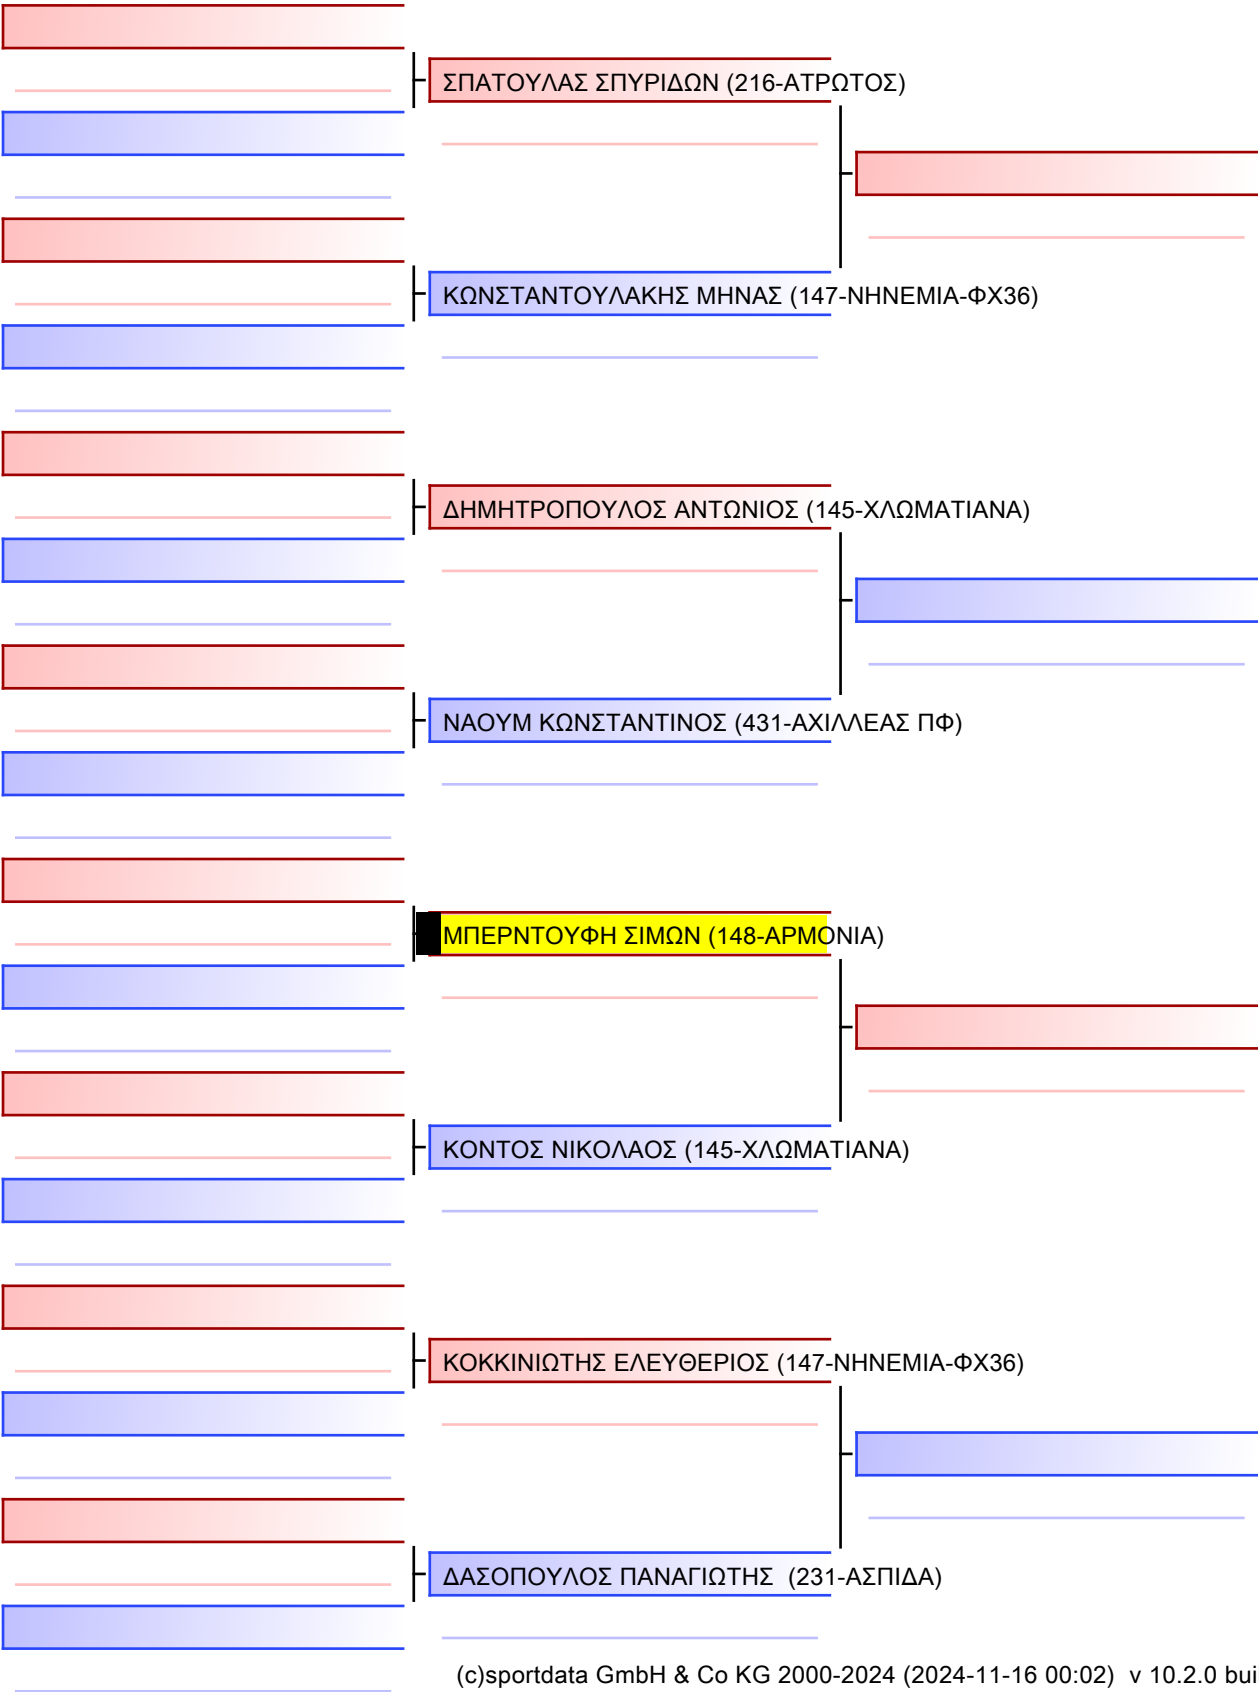 ΣΠΑΤΟΥΛΑΣ ΣΠΥΡΙΔΩΝ (216-ΑΤΡΩΤΟΣ)
ΚΩΝΣΤΑΝΤΟΥΛΑΚΗΣ ΜΗΝΑΣ (147-ΝΗΝΕΜΙΑ-ΦΧ36)
ΔΗΜΗΤΡΟΠΟΥΛΟΣ ΑΝΤΩΝΙΟΣ (145-ΧΛΩΜΑΤΙΑΝΑ)
ΝΑΟΥΜ ΚΩΝΣΤΑΝΤΙΝΟΣ (431-ΑΧΙΛΛΕΑΣ ΠΦ)
ΜΠΕΡΝΤΟΥΦΗ ΣΙΜΩΝ (148-ΑΡΜΟΝΙΑ)
ΚΟΝΤΟΣ ΝΙΚΟΛΑΟΣ (145-ΧΛΩΜΑΤΙΑΝΑ)
ΚΟΚΚΙΝΙΩΤΗΣ ΕΛΕΥΘΕΡΙΟΣ (147-ΝΗΝΕΜΙΑ-ΦΧ36)
ΔΑΣΟΠΟΥΛΟΣ ΠΑΝΑΓΙΩΤΗΣ  (231-ΑΣΠΙΔΑ)
(c)sportdata GmbH & Co KG 2000-2024 (2024-11-16 00:02)  v 10.2.0 bui